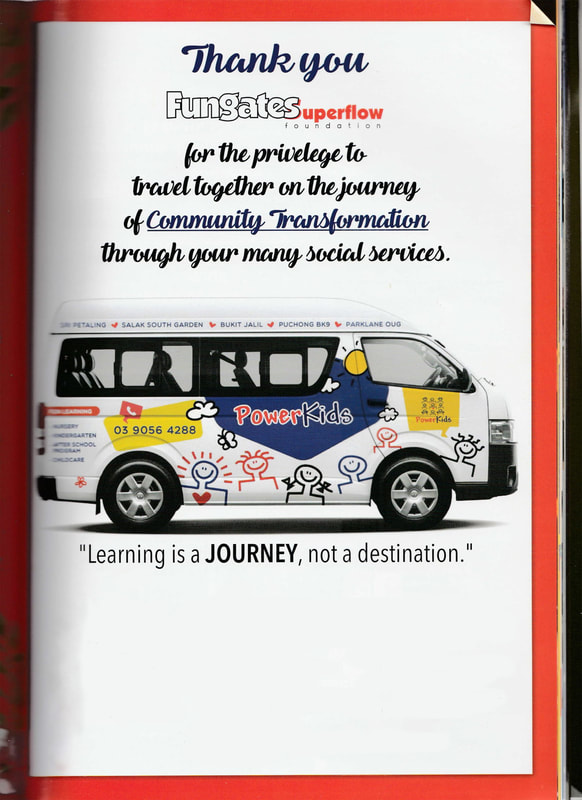 Thank you
Fungates Superflow
foundation
for the privelege to
travel together on the journey
of Community Transformation
through your many social services.
PETALING SALAK SOUTH GARDEN BUKIT JALIL PUCHONG BK9 PARKLANE OUG
LEARNING
NURSERY
KINDERGARTEN
AFTER SCHOOL
PROGRAM
CHILDCARE
03 9056 4288
PowerKids
PowerKids
"Learning is a JOURNEY, not a destination."